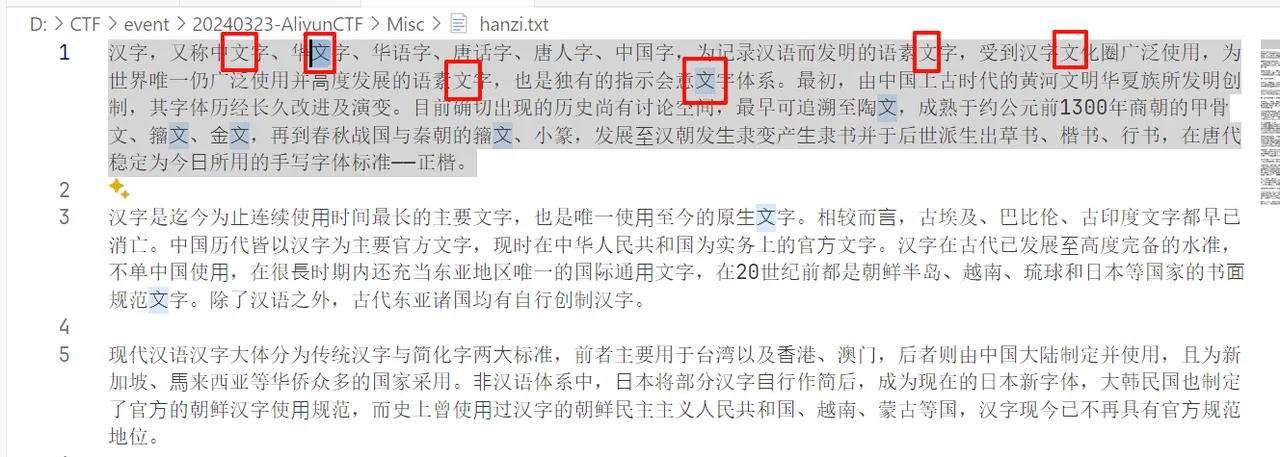 D: > CTF > event > 20240323-AliyunCTF > Misc > hanzi.txt
1 汉字，又称中文字、华文字、华语字、唐话字、唐人字、中国字，为记录汉语而发明的语素文字，受到汉字文化圈广泛使用，为
世界唯一仍广泛使用并高度发展的语素文字，也是独有的指示会意文字体系。最初，由中国上古时代的黄河文明华夏族所发明创
制，其字体历经长久改进及演变。目前确切出现的历史尚有讨论空间，最早可追溯至陶文，成熟于约公元前1300年商朝的甲骨
文、籀文、金文，再到春秋战国与秦朝的籀文、小篆，发展至汉朝发生隶变产生隶书并于后世派生出草书、楷书、行书，在唐代
稳定为今日所用的手写字体标准——正楷。
2
3 汉字是迄今为止连续使用时间最长的主要文字，也是唯一使用至今的原生文字。相较而言，古埃及、巴比伦、古印度文字都早已
消亡。中国历代皆以汉字为主要官方文字，现时在中华人民共和国为实务上的官方文字。汉字在古代已发展至高度完备的水准，
不单中国使用，在很長时期内还充当东亚地区唯一的国际通用文字，在20世纪前都是朝鲜半岛、越南、琉球和日本等国家的书面
规范文字。除了汉语之外，古代东亚诸国均有自行创制汉字。
4
5 现代汉语汉字大体分为传统汉字与简化字两大标准，前者主要用于台湾以及香港、澳门，后者则由中国大陆制定并使用，且为新
加坡、馬来西亚等华侨众多的国家采用。非汉语体系中，日本将部分汉字自行作简后，成为现在的日本新字体，大韩民国也制定
了官方的朝鲜汉字使用规范，而史上曾使用过汉字的朝鲜民主主义人民共和国、越南、蒙古等国，汉字现今已不再具有官方规范
地位。